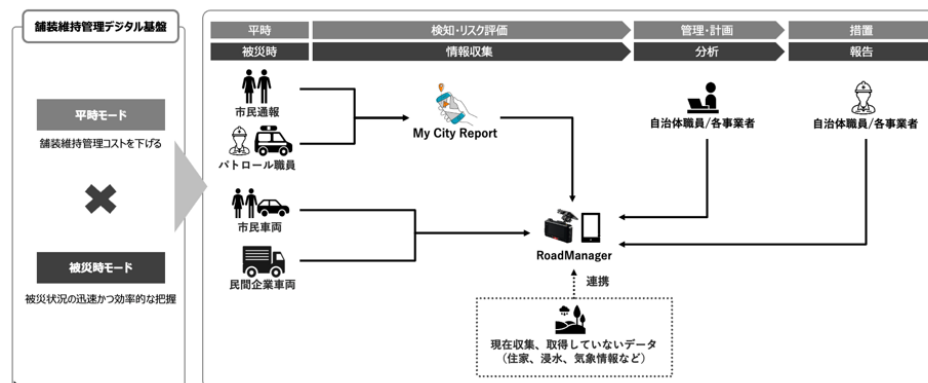 舗装維持管理デジタル基盤
平時モード
舗装維持管理コストを下げる
被災時モード
被災状況の迅速かつ効率的な把握
平時
検知・リスク評価
管理・計画
措置
被災時
情報収集
分析
報告
市民通報
パトロール職員
市民車両
民間企業車両
My City Report
自治体職員/各事業者
自治体職員/各事業者
RoadManager
連携
現在収集、取得していないデータ
（住家、浸水、気象情報など）